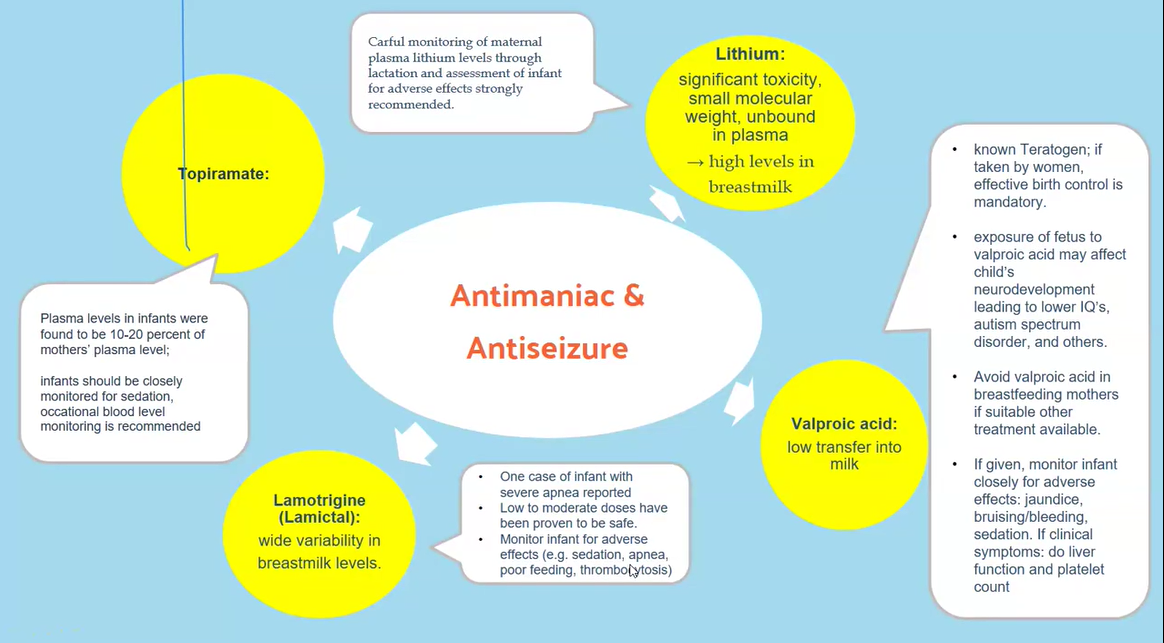 Carful monitoring of maternal
plasma lithium levels through
lactation and assessment of infant
for adverse effects strongly
recommended.
Lithium:
significant toxicity,
small molecular
weight, unbound
in plasma
→ high levels in
breastmilk
Topiramate:
Plasma levels in infants were
found to be 10-20 percent of
mothers' plasma level;
infants should be closely
monitored for sedation,
occational blood level
monitoring is recommended
Antimaniac &
Antiseizure
• known Teratogen; if
taken by women,
effective birth control is
mandatory.
• exposure of fetus to
valproic acid may affect
child's
neurodevelopment
leading to lower IQ's,
autism spectrum
disorder, and others.
• Avoid valproic acid in
breastfeeding mothers
if suitable other
treatment available.
• If given, monitor infant
closely for adverse
effects: jaundice,
bruising/bleeding,
sedation. If clinical
symptoms: do liver
function and platelet
count
Valproic acid:
low transfer into
milk
Lamotrigine
(Lamictal):
wide variability in
breastmilk levels.
• One case of infant with
severe apnea reported
• Low to moderate doses have
been proven to be safe.
• Monitor infant for adverse
effects (e.g. sedation, apnea,
poor feeding, thrombocytosis)